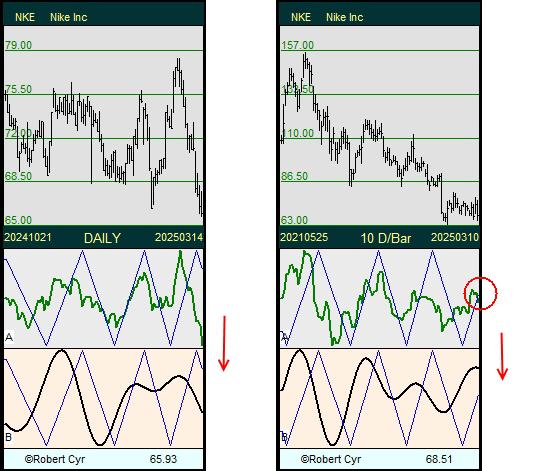 NKE Nike Inc
79.00
75.50
72.00
68.50
65.00
20241021 DAILY 20250314
A
B
©Robert Cyr 65.93
NKE Nike Inc
157.00
133.50
110.00
86.50
63.00
20210525 10 D/Bar 20250310
A
B
©Robert Cyr 68.51